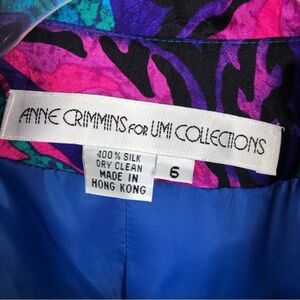 ANNE CRIMMINS FOR UMI COLLECTIONS
100% SILK
DRY CLEAN
MADE IN
HONG KONG
6